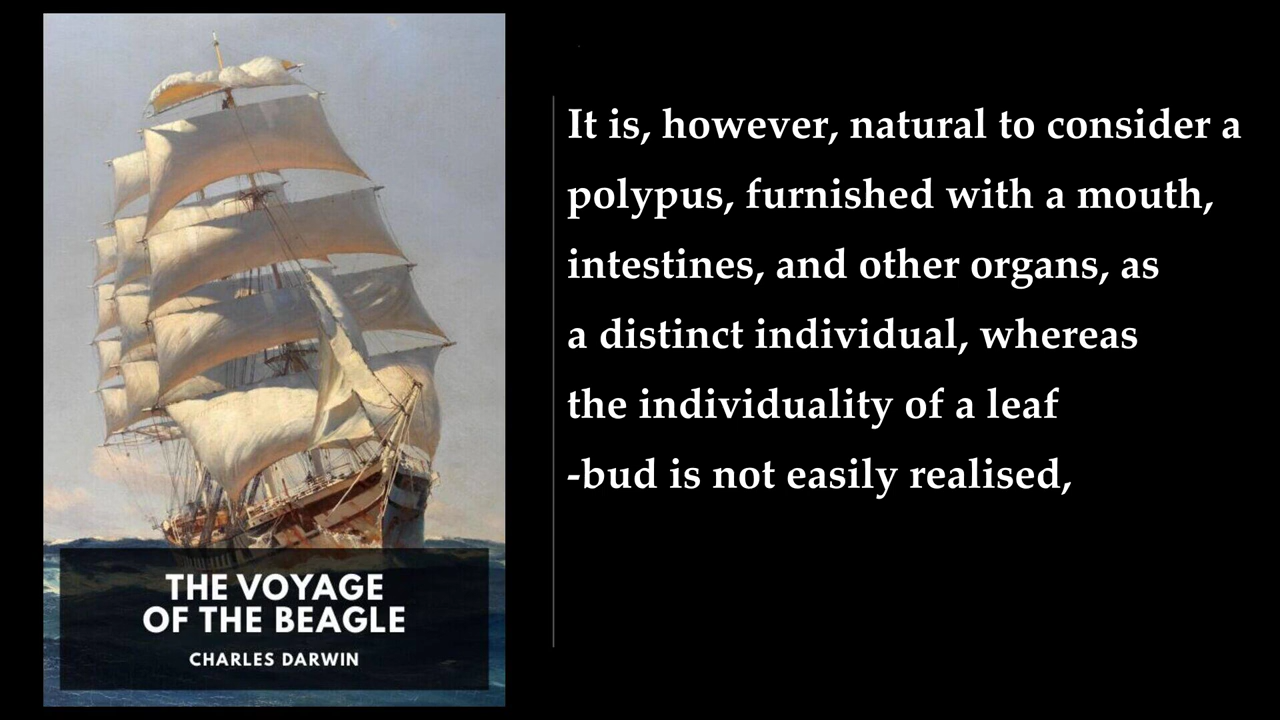 THE VOYAGE
OF THE BEAGLE
CHARLES DARWIN
It is, however, natural to consider a
polypus, furnished with a mouth,
intestines, and other organs, as
a distinct individual, whereas
the individuality of a leaf
-bud is not easily realised,